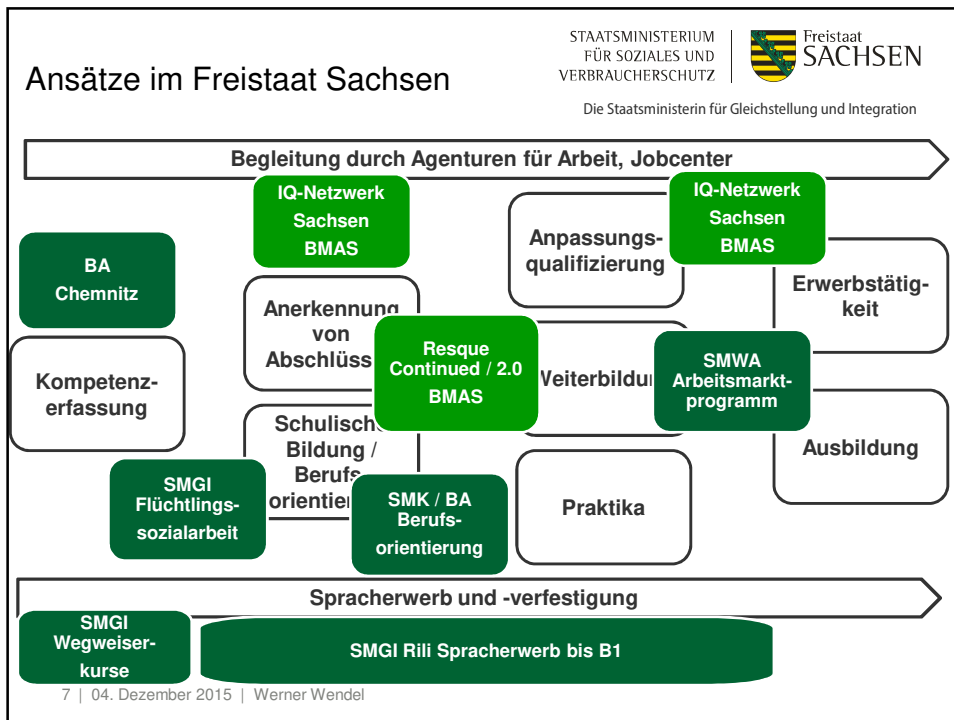 Ansätze im Freistaat Sachsen
STAATSMINISTERIUM
FÜR SOZIALES UND
VERBRAUCHERSCHUTZ
Freistaat
SACHSEN
Die Staatsministerin für Gleichstellung und Integration
Begleitung durch Agenturen für Arbeit, Jobcenter
IQ-Netzwerk
Sachsen
BMAS
IQ-Netzwerk
Sachsen
BMAS
BA
Chemnitz
Anpassungs-
qualifizierung
Erwerbstätig-
keit
Anerkennung
von
Abschlüss
Kompetenz-
erfassung
Resque
Continued / 2.0
BMAS
Weiterbildun
SMWA
Arbeitsmarkt-
programm
Schulische
Bildung /
Berufs
orientier
Ausbildung
SMGI
Flüchtlings-
sozialarbeit
SMK / BA
Berufs-
orientierung
Praktika
Spracherwerb und -verfestigung
SMGI
Wegweiser-
kurse
SMGI Rili Spracherwerb bis B1
7 | 04. Dezember 2015 | Werner Wendel